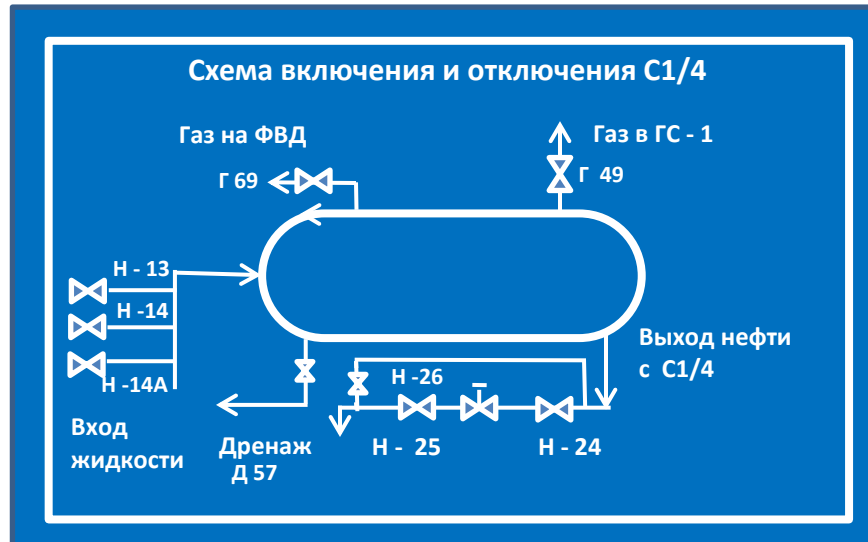 Схема включения и отключения С1/4
Газ на ФВД
Газ в ГС - 1
Г 69
Г 49
Н - 13
Н -14
Н -14А
Вход
жидкости
Дренаж
Д 57
Н -26
Н - 25
Н - 24
Выход нефти
с С1/4